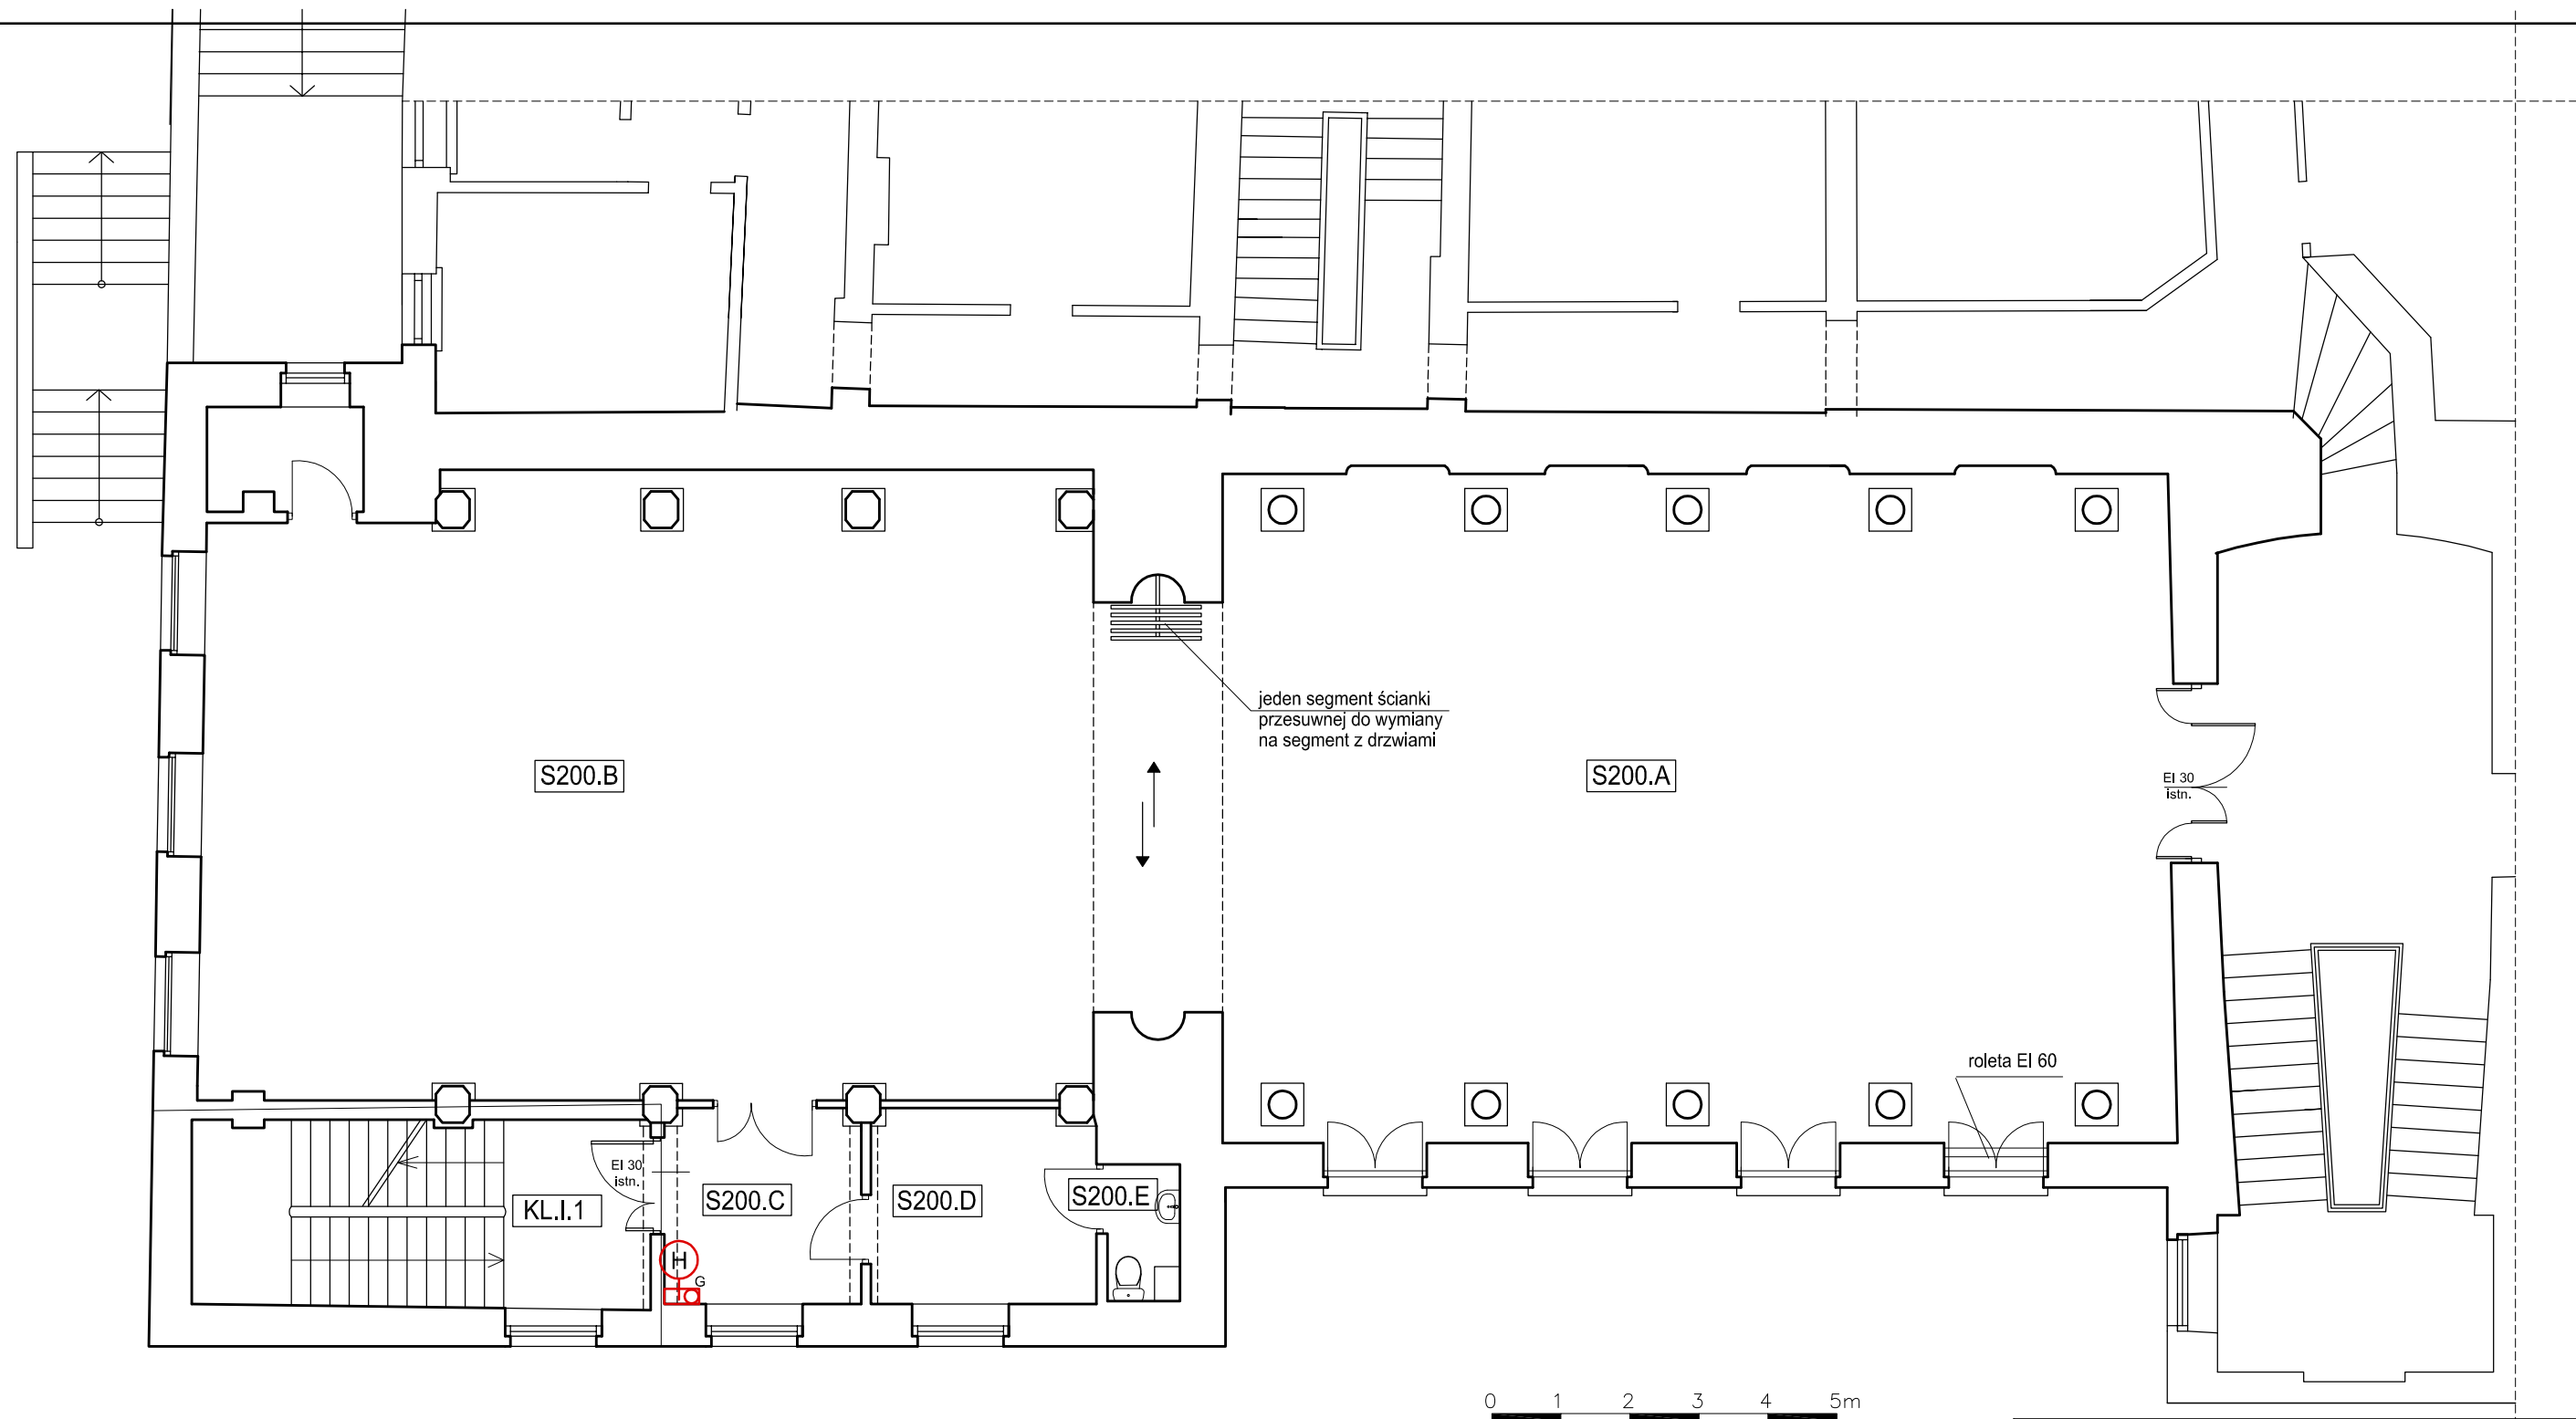 jeden segment ścianki
przesuwnej do wymiany
na segment z drzwiami
S200.B
S200.A
EI 30
istn.
roleta EI 60
EI 30
istn.
KL.I.1
S200.C
S200.D
S200.E
H
G
0 1 2 3 4 5m